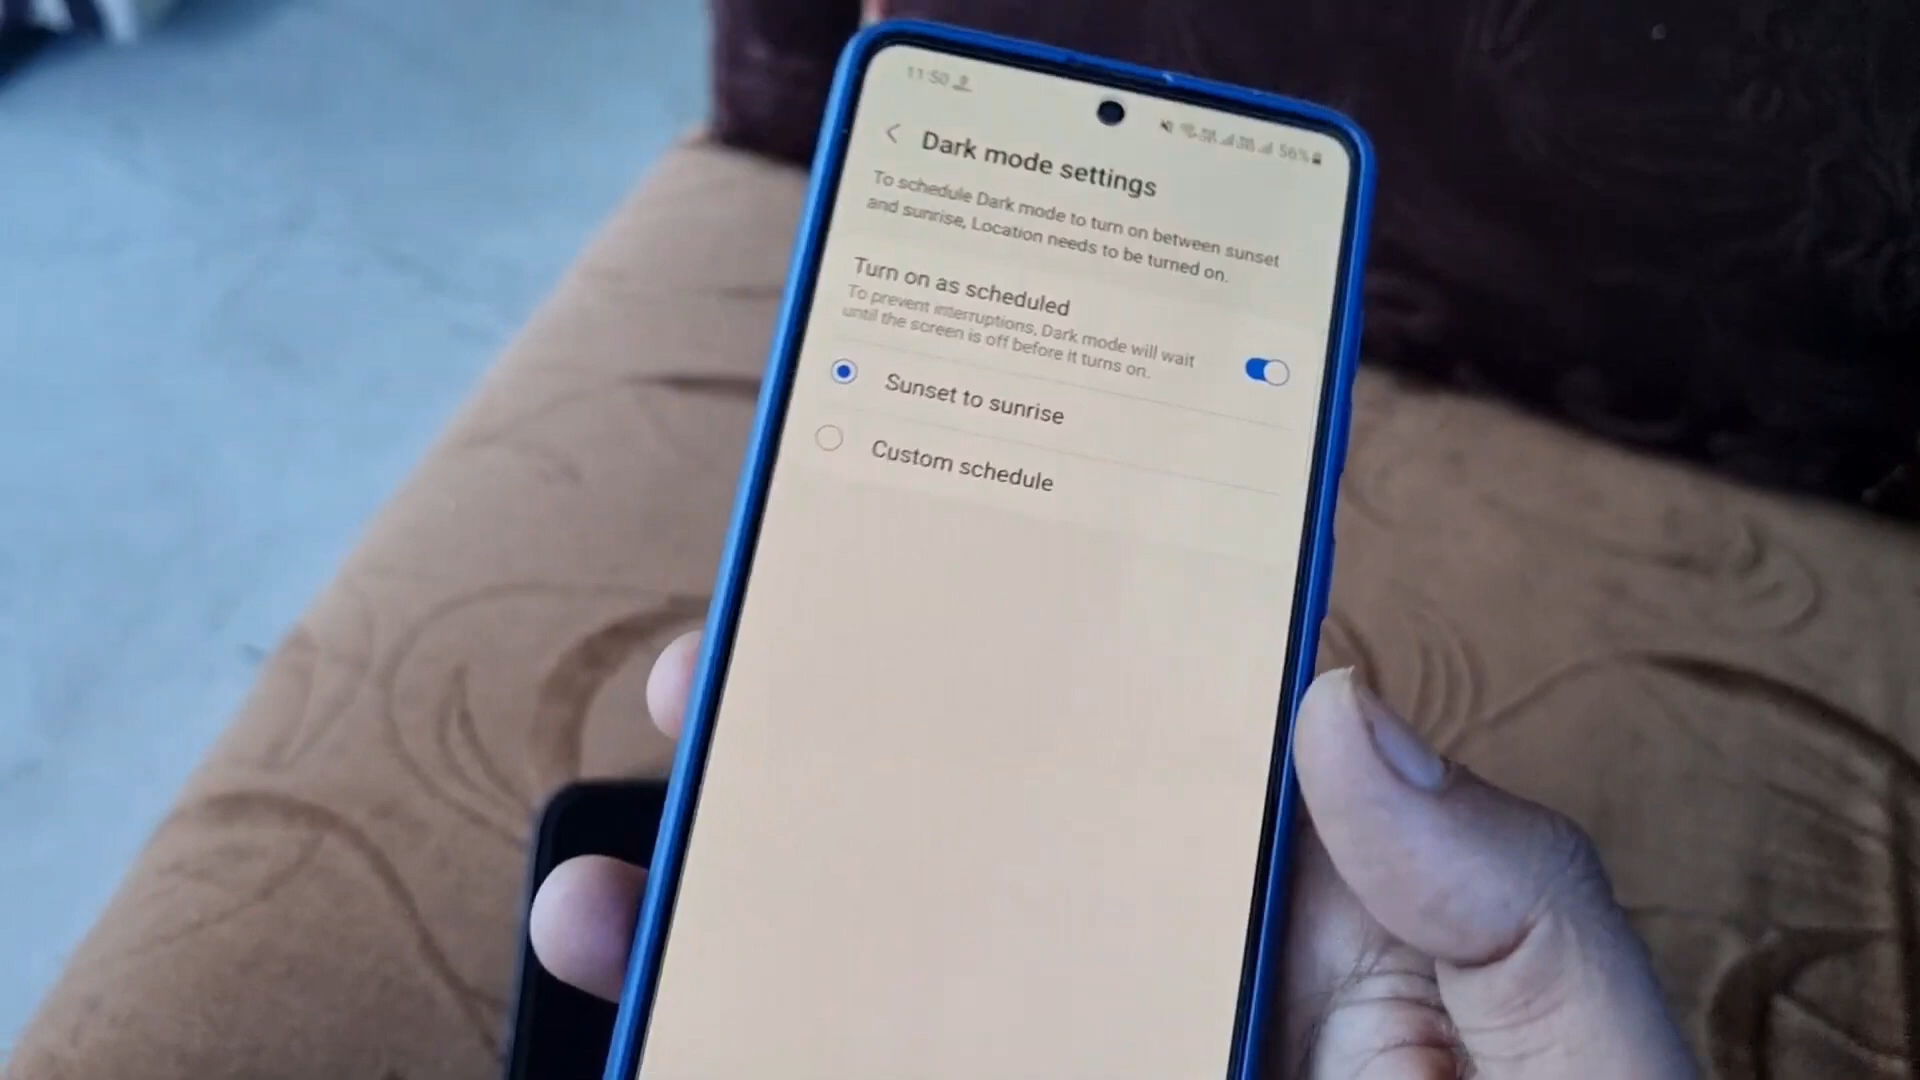 11:50
56%
Dark mode settings
To schedule Dark mode to turn on between sunset
and sunrise, Location needs to be turned on.
Turn on as scheduled
To prevent interruptions, Dark mode will wait
until the screen is off before it turns on.
Sunset to sunrise
Custom schedule